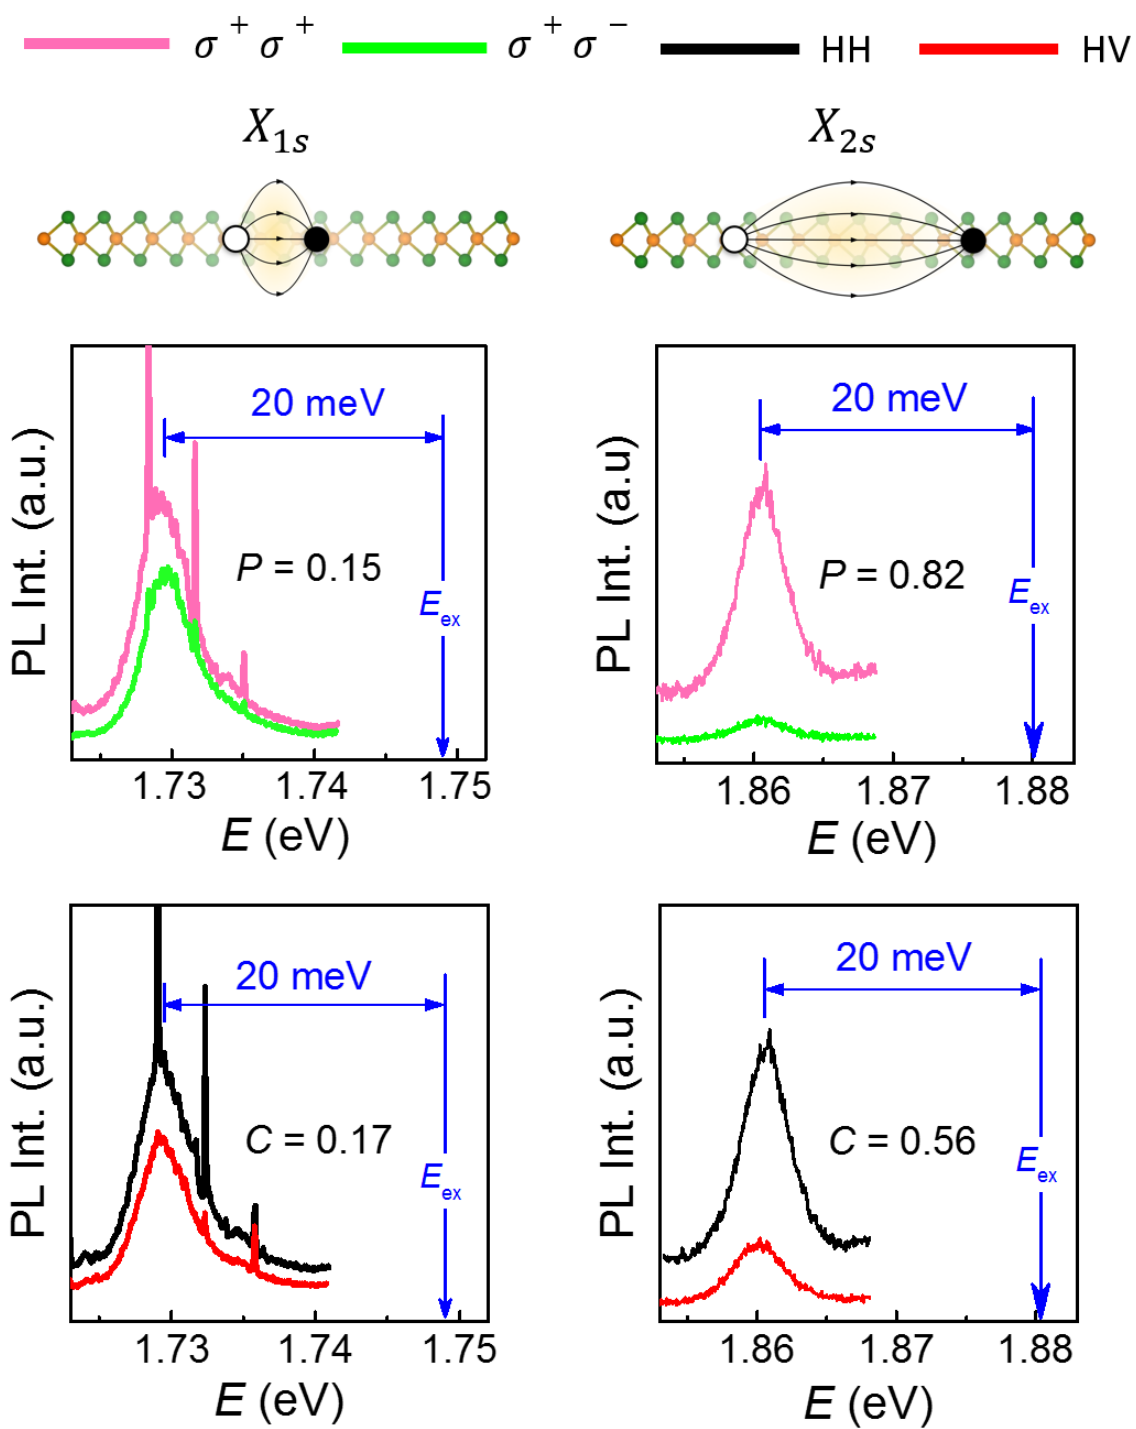 σ⁺σ⁺ σ⁺σ⁻ HH HV
X₁ₛ X₂ₛ
20 meV
PL Int. (a.u.)
P = 0.15
Eₑₓ
1.73 1.74 1.75
E (eV)
20 meV
PL Int. (a.u)
P = 0.82
Eₑₓ
1.86 1.87 1.88
E (eV)
20 meV
PL Int. (a.u.)
C = 0.17
Eₑₓ
1.73 1.74 1.75
E (eV)
20 meV
PL Int. (a.u.)
C = 0.56
Eₑₓ
1.86 1.87 1.88
E (eV)